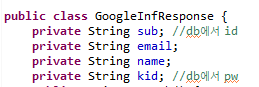 public class GoogleInfResponse {
private String sub; //db에서 id
private String email;
private String name;
private String kid; //db에서 pw